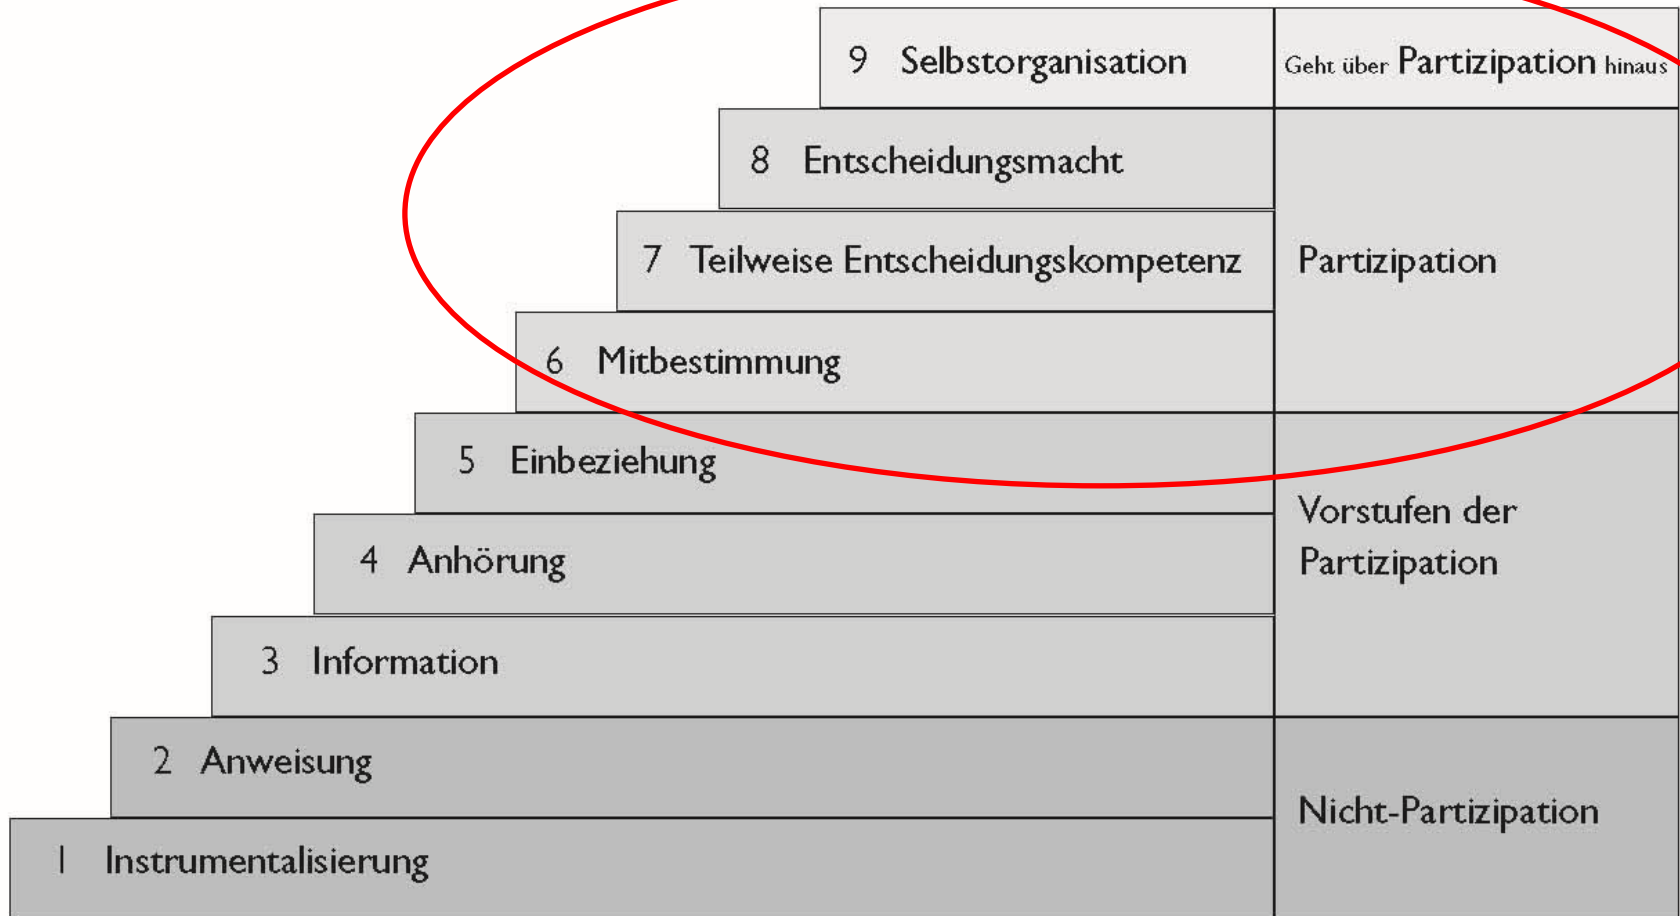 9 Selbstorganisation
Geht über Partizipation hinaus
8 Entscheidungsmacht
7 Teilweise Entscheidungskompetenz
Partizipation
6 Mitbestimmung
5 Einbeziehung
Vorstufen der
Partizipation
4 Anhörung
3 Information
2 Anweisung
Nicht-Partizipation
1 Instrumentalisierung